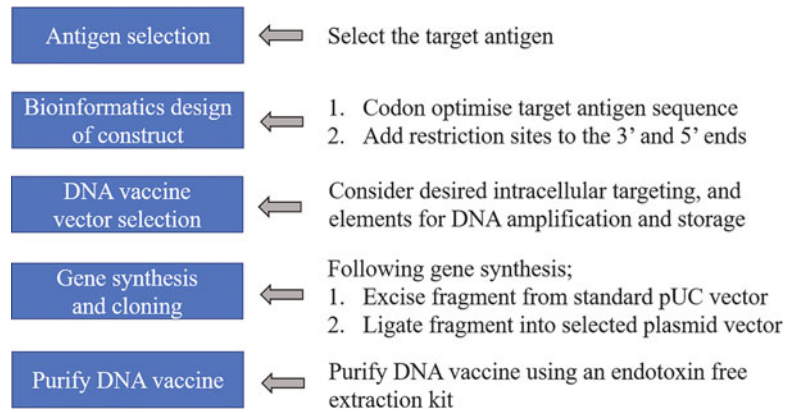 Antigen selection
Select the target antigen
Bioinformatics design
of construct
1. Codon optimise target antigen sequence
2. Add restriction sites to the 3’ and 5’ ends
DNA vaccine
vector selection
Consider desired intracellular targeting, and
elements for DNA amplification and storage
Gene synthesis
and cloning
Following gene synthesis;
1. Excise fragment from standard pUC vector
2. Ligate fragment into selected plasmid vector
Purify DNA vaccine
Purify DNA vaccine using an endotoxin free
extraction kit